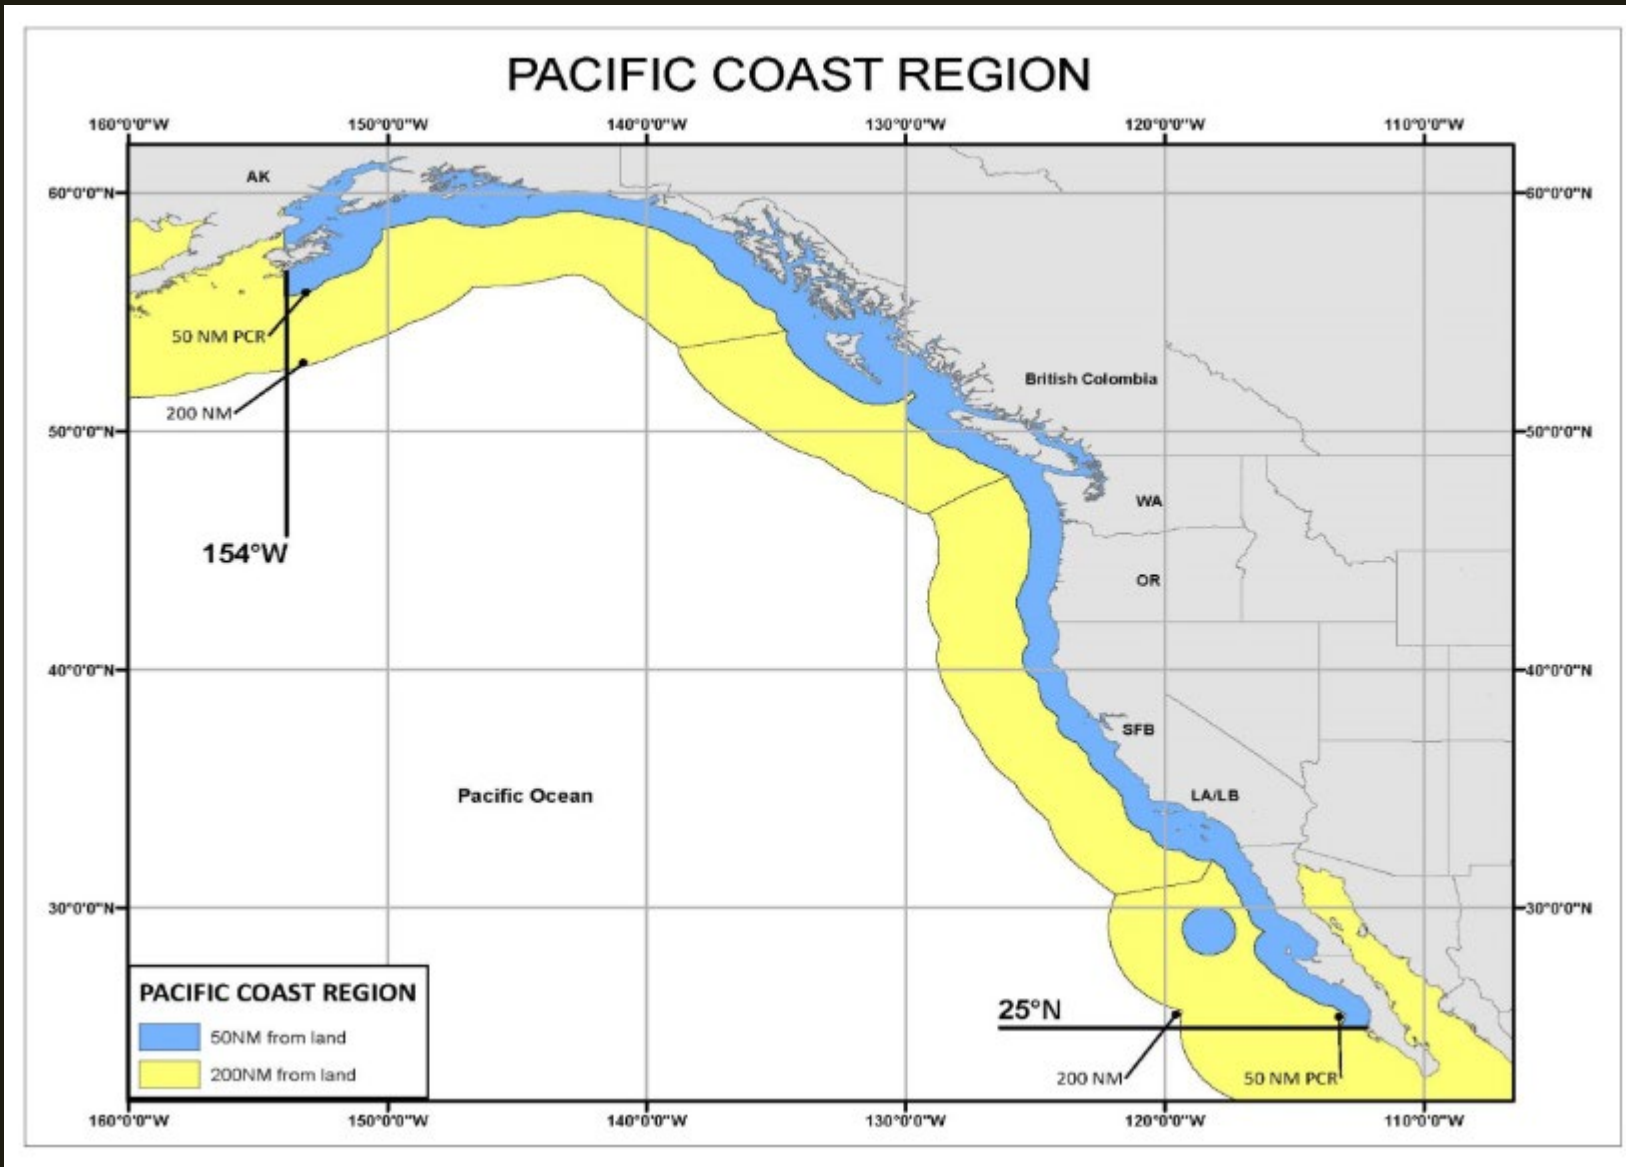 PACIFIC COAST REGION
160°0'0"W 150°0'0"W 140°0'0"W 130°0'0"W 120°0'0"W 110°0'0"W
AK
60°0'0"N 60°0'0"N
50 NM PCR
British Colombia
200 NM
50°0'0"N 50°0'0"N
WA
154°W
OR
40°0'0"N 40°0'0"N
SFB
Pacific Ocean
LA/LB
30°0'0"N 30°0'0"N
PACIFIC COAST REGION
25°N
50NM from land
200NM from land
200 NM
50 NM PCR
160°0'0"W 150°0'0"W 140°0'0"W 130°0'0"W 120°0'0"W 110°0'0"W